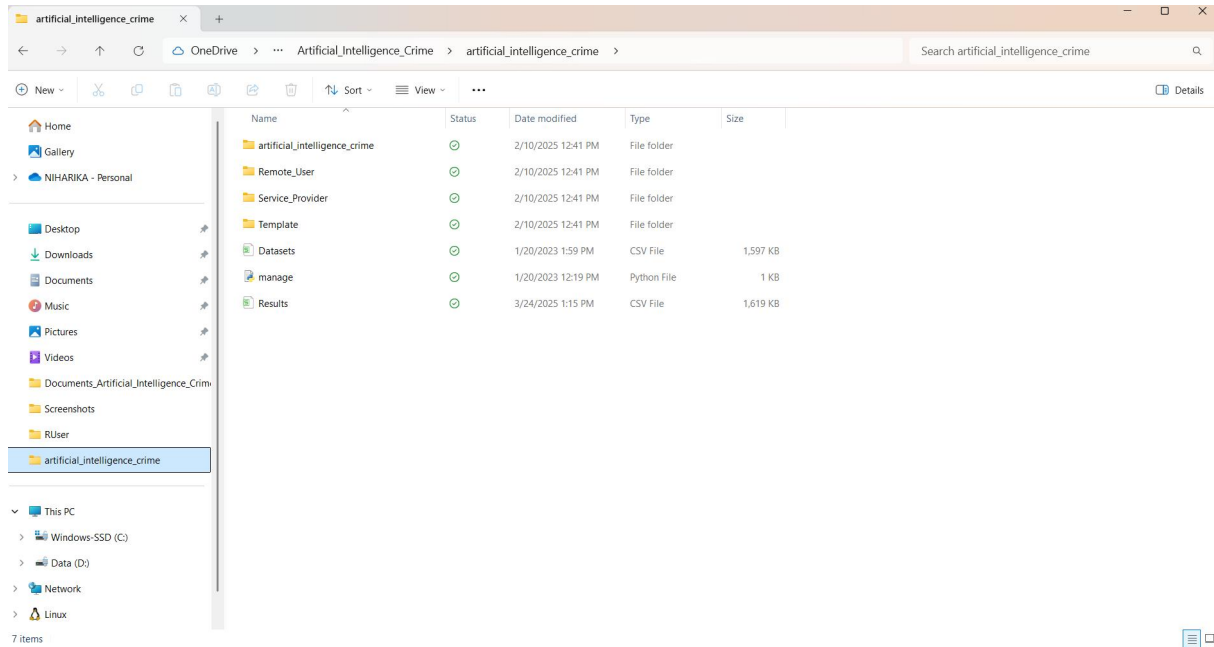 artificial_intelligence_crime
OneDrive > ... Artificial_Intelligence_Crime > artificial_intelligence_crime >
Search artificial_intelligence_crime
New
Sort
View
Details
Home
Gallery
NIHARIKA - Personal
Desktop
Downloads
Documents
Music
Pictures
Videos
Documents_Artificial_Intelligence_Crim
Screenshots
RUser
artificial_intelligence_crime
This PC
Windows-SSD (C:)
Data (D:)
Network
Linux
Name Status Date modified Type Size
artificial_intelligence_crime 2/10/2025 12:41 PM File folder
Remote_User 2/10/2025 12:41 PM File folder
Service_Provider 2/10/2025 12:41 PM File folder
Template 2/10/2025 12:41 PM File folder
Datasets 1/20/2023 1:59 PM CSV File 1,597 KB
manage 1/20/2023 12:19 PM Python File 1 KB
Results 3/24/2025 1:15 PM CSV File 1,619 KB
7 items